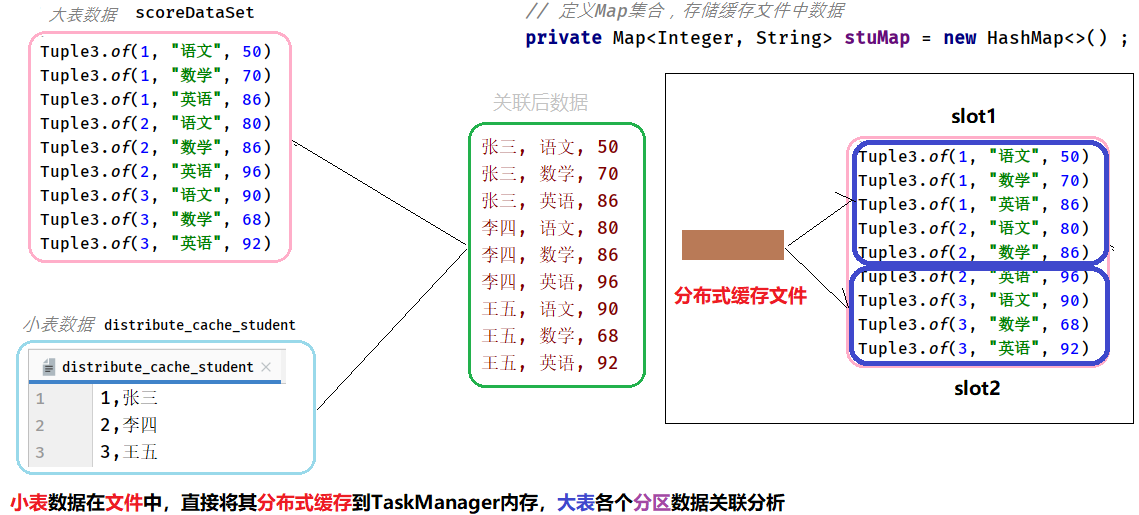 大表数据 scoreDataSet
Tuple3.of(1, "语文", 50)
Tuple3.of(1, "数学", 70)
Tuple3.of(1, "英语", 86)
Tuple3.of(2, "语文", 80)
Tuple3.of(2, "数学", 86)
Tuple3.of(2, "英语", 96)
Tuple3.of(3, "语文", 90)
Tuple3.of(3, "数学", 68)
Tuple3.of(3, "英语", 92)
小表数据 distribute_cache_student
distribute_cache_student
1 1,张三
2 2,李四
3 3,王五
关联后数据
张三, 语文, 50
张三, 数学, 70
张三, 英语, 86
李四, 语文, 80
李四, 数学, 86
李四, 英语, 96
王五, 语文, 90
王五, 数学, 68
王五, 英语, 92
// 定义Map集合，存储缓存文件中数据
private Map<Integer, String> stuMap = new HashMap<>() ;
slot1
Tuple3.of(1, "语文", 50)
Tuple3.of(1, "数学", 70)
Tuple3.of(1, "英语", 86)
Tuple3.of(2, "语文", 80)
Tuple3.of(2, "数学", 86)
Tuple3.of(2, "英语", 96)
Tuple3.of(3, "语文", 90)
Tuple3.of(3, "数学", 68)
Tuple3.of(3, "英语", 92)
slot2
分布式缓存文件
小表数据在文件中，直接将其分布式缓存到TaskManager内存，大表各个分区数据关联分析